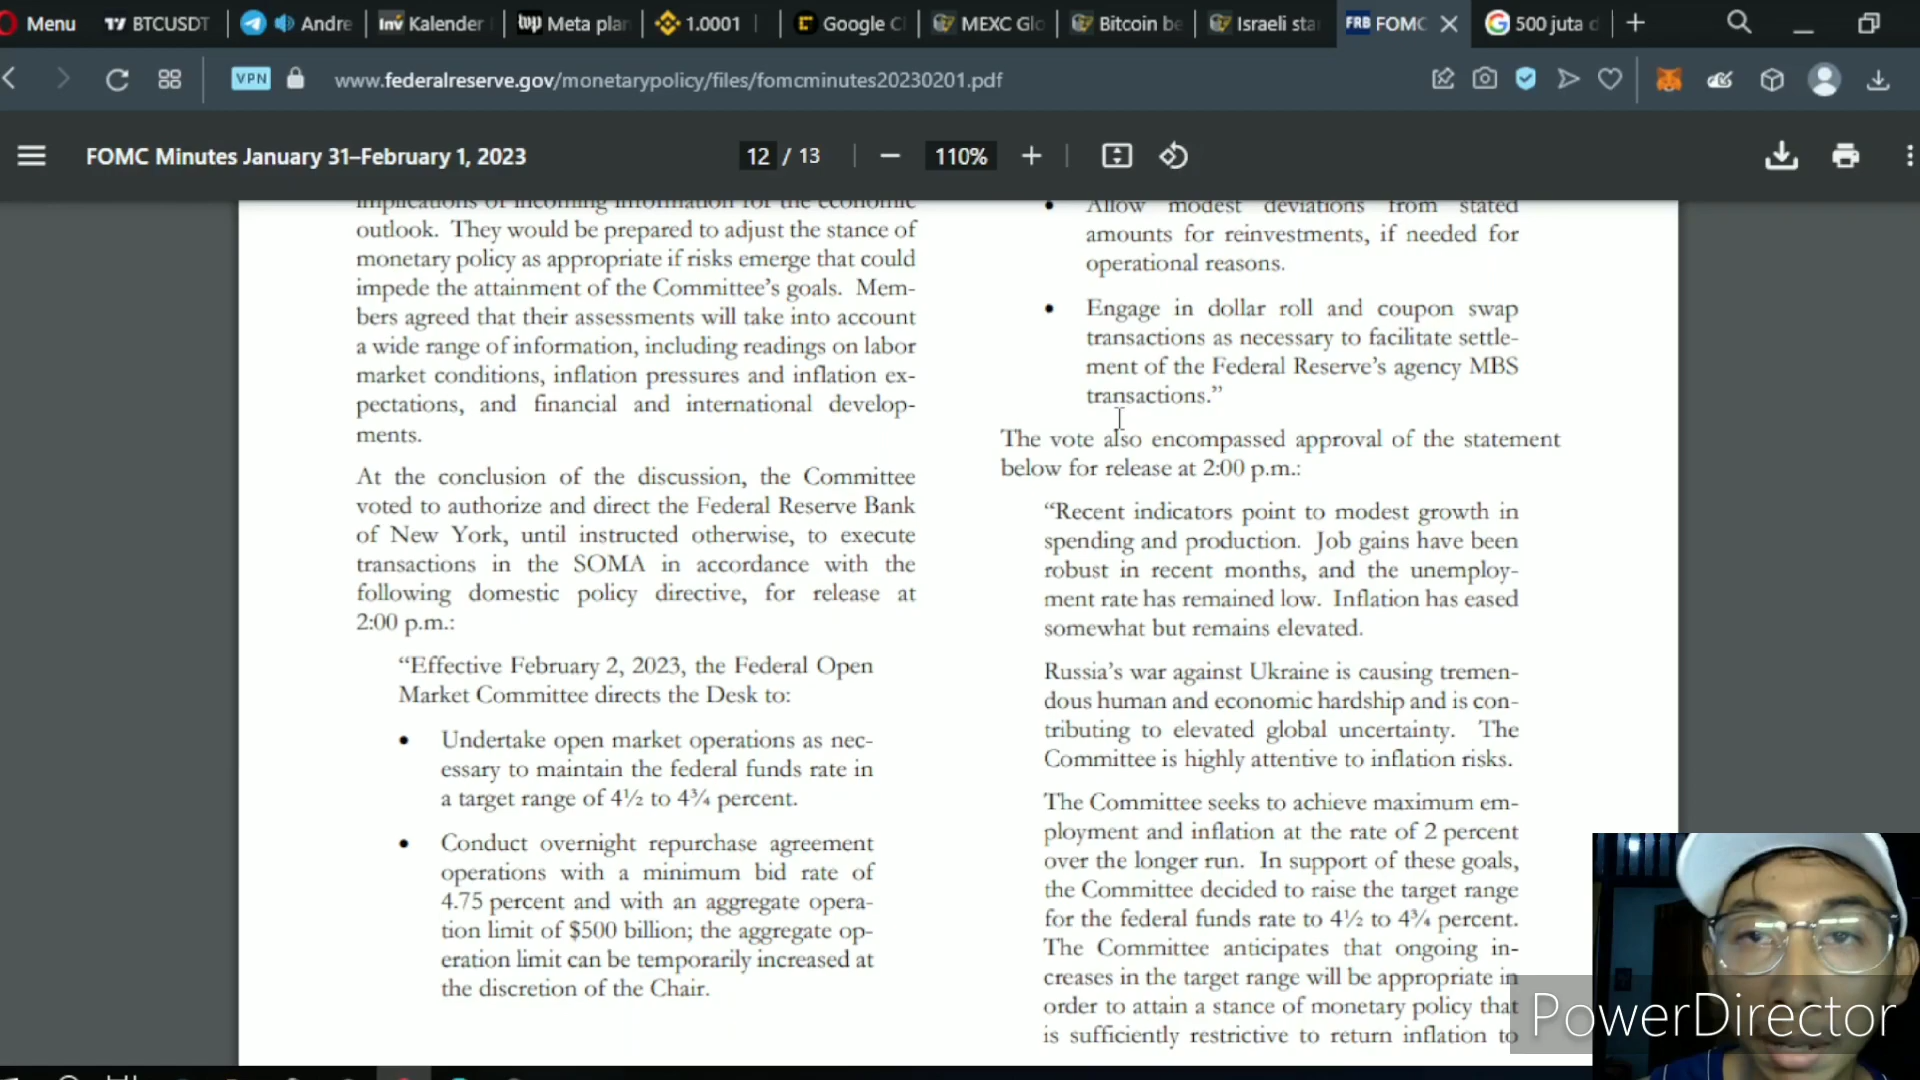 Menu
BTCUSDT
Andre
Inv Kalender
Meta plan
1.0001
Google C
MEXC Glo
Bitcoin be
Israeli sta
FRB FOMC
500 juta d
VPN
www.federalreserve.gov/monetarypolicy/files/fomcminutes20230201.pdf
FOMC Minutes January 31–February 1, 2023
12 / 13
110%
implications of incoming information for the economic
outlook. They would be prepared to adjust the stance of
monetary policy as appropriate if risks emerge that could
impede the attainment of the Committee’s goals. Mem-
bers agreed that their assessments will take into account
a wide range of information, including readings on labor
market conditions, inflation pressures and inflation ex-
pectations, and financial and international develop-
ments.
At the conclusion of the discussion, the Committee
voted to authorize and direct the Federal Reserve Bank
of New York, until instructed otherwise, to execute
transactions in the SOMA in accordance with the
following domestic policy directive, for release at
2:00 p.m.:
“Effective February 2, 2023, the Federal Open
Market Committee directs the Desk to:
• Undertake open market operations as nec-
essary to maintain the federal funds rate in
a target range of 4½ to 4¾ percent.
• Conduct overnight repurchase agreement
operations with a minimum bid rate of
4.75 percent and with an aggregate opera-
tion limit of $500 billion; the aggregate op-
eration limit can be temporarily increased at
the discretion of the Chair.
• Allow modest deviations from stated
amounts for reinvestments, if needed for
operational reasons.
• Engage in dollar roll and coupon swap
transactions as necessary to facilitate settle-
ment of the Federal Reserve’s agency MBS
transactions.”
The vote also encompassed approval of the statement
below for release at 2:00 p.m.:
“Recent indicators point to modest growth in
spending and production. Job gains have been
robust in recent months, and the unemploy-
ment rate has remained low. Inflation has eased
somewhat but remains elevated.
Russia’s war against Ukraine is causing tremen-
dous human and economic hardship and is con-
tributing to elevated global uncertainty. The
Committee is highly attentive to inflation risks.
The Committee seeks to achieve maximum em-
ployment and inflation at the rate of 2 percent
over the longer run. In support of these goals,
the Committee decided to raise the target range
for the federal funds rate to 4½ to 4¾ percent.
The Committee anticipates that ongoing in-
creases in the target range will be appropriate in
order to attain a stance of monetary policy that
is sufficiently restrictive to return inflation to
PowerDirector